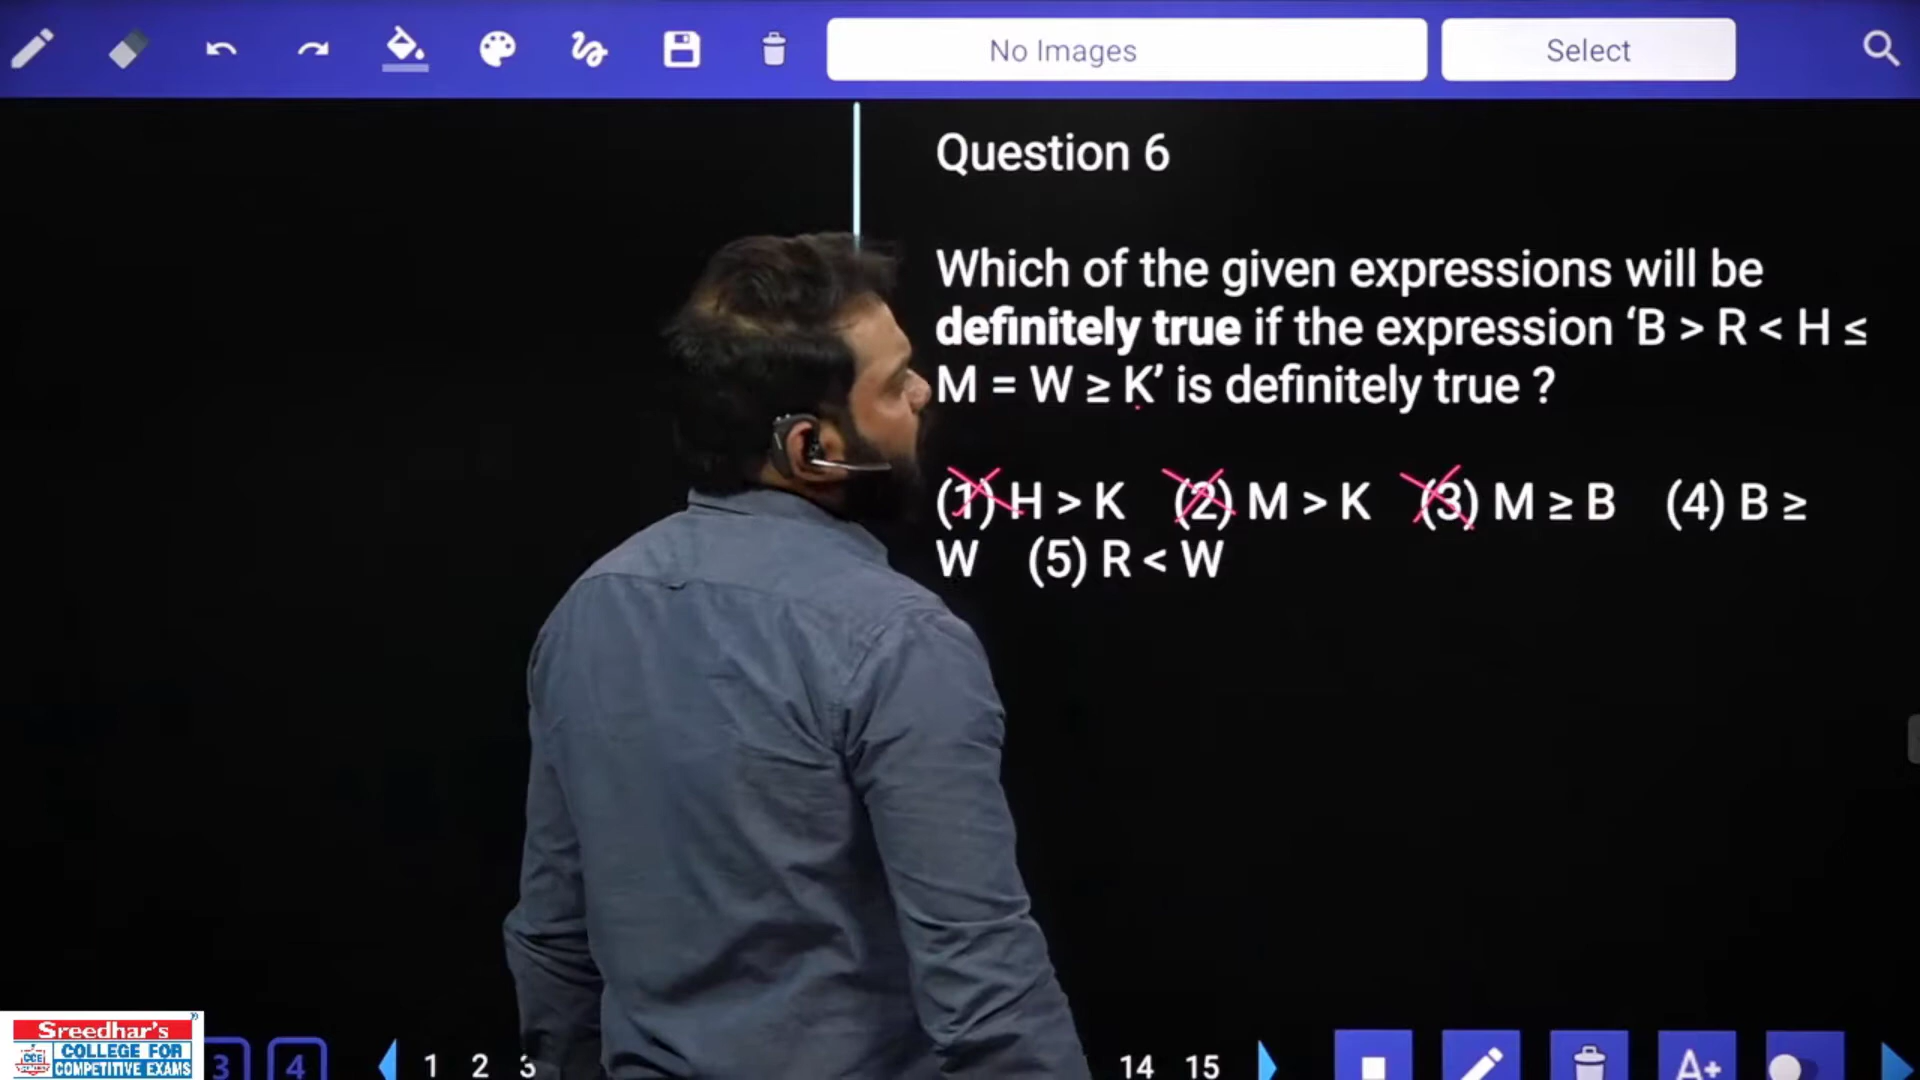 No Images
Select
Question 6
Which of the given expressions will be
definitely true if the expression ‘B > R < H ≤
M = W ≥ K’ is definitely true ?
(1) H > K (2) M > K (3) M ≥ B (4) B ≥
W (5) R < W
Sreedhar's
CCE
COLLEGE FOR
COMPETITIVE EXAMS
3 4 1 2 3 14 15 A+